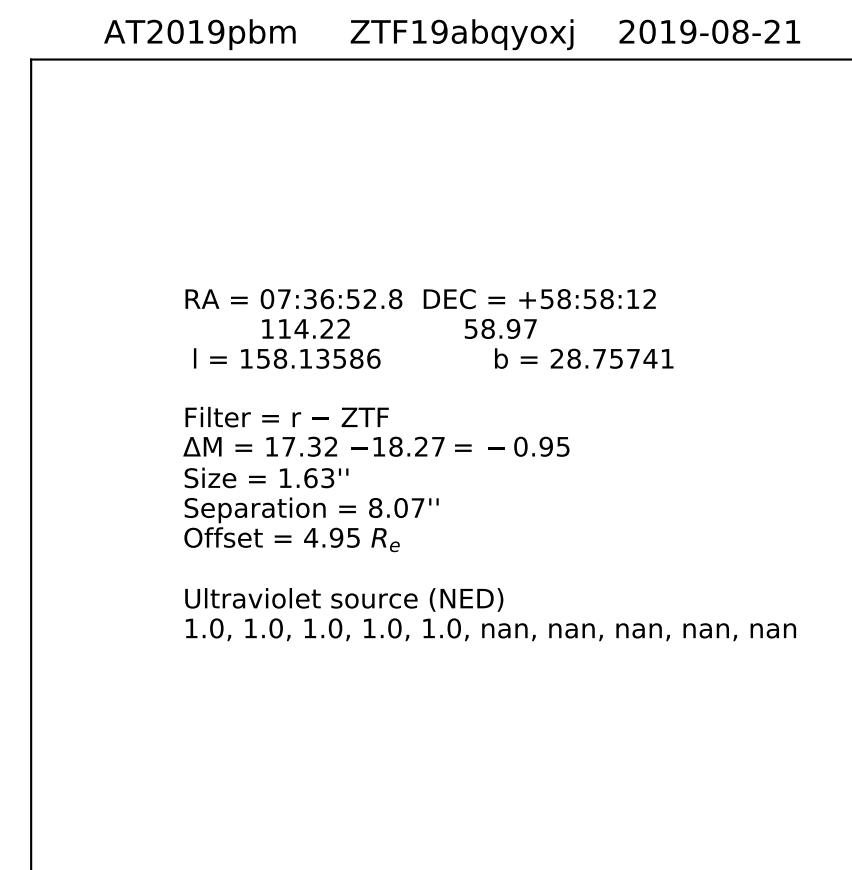 AT2019pbm ZTF19abqyoxj 2019-08-21
RA = 07:36:52.8 DEC = +58:58:12
114.22 58.97
l = 158.13586 b = 28.75741
Filter = r − ZTF
ΔM = 17.32 −18.27 = −0.95
Size = 1.63''
Separation = 8.07''
Offset = 4.95 Re
Ultraviolet source (NED)
1.0, 1.0, 1.0, 1.0, 1.0, nan, nan, nan, nan, nan